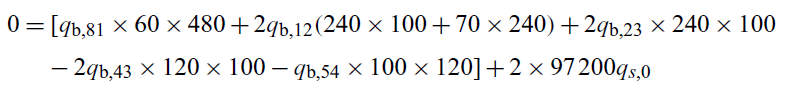 0 = [q_{b,81} × 60 × 480 + 2q_{b,12}(240 × 100 + 70 × 240) + 2q_{b,23} × 240 × 100
− 2q_{b,43} × 120 × 100 − q_{b,54} × 100 × 120] + 2 × 97 200q_{s,0}